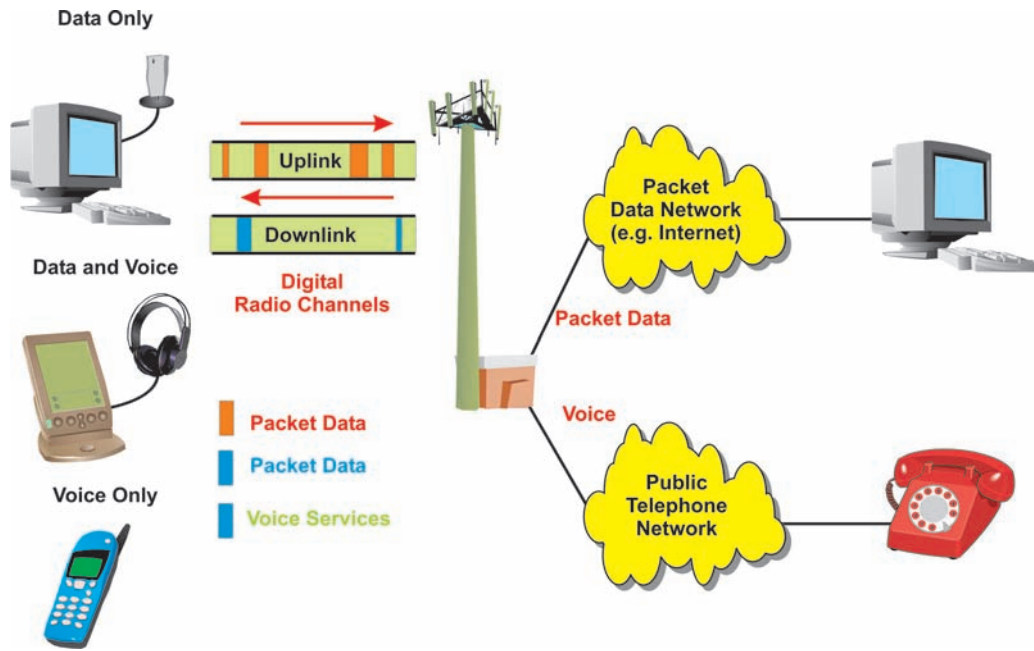 Data Only
Uplink
Downlink
Digital
Radio Channels
Data and Voice
Packet Data
Packet Data
Voice Services
Voice Only
Packet
Data Network
(e.g. Internet)
Packet Data
Voice
Public
Telephone
Network